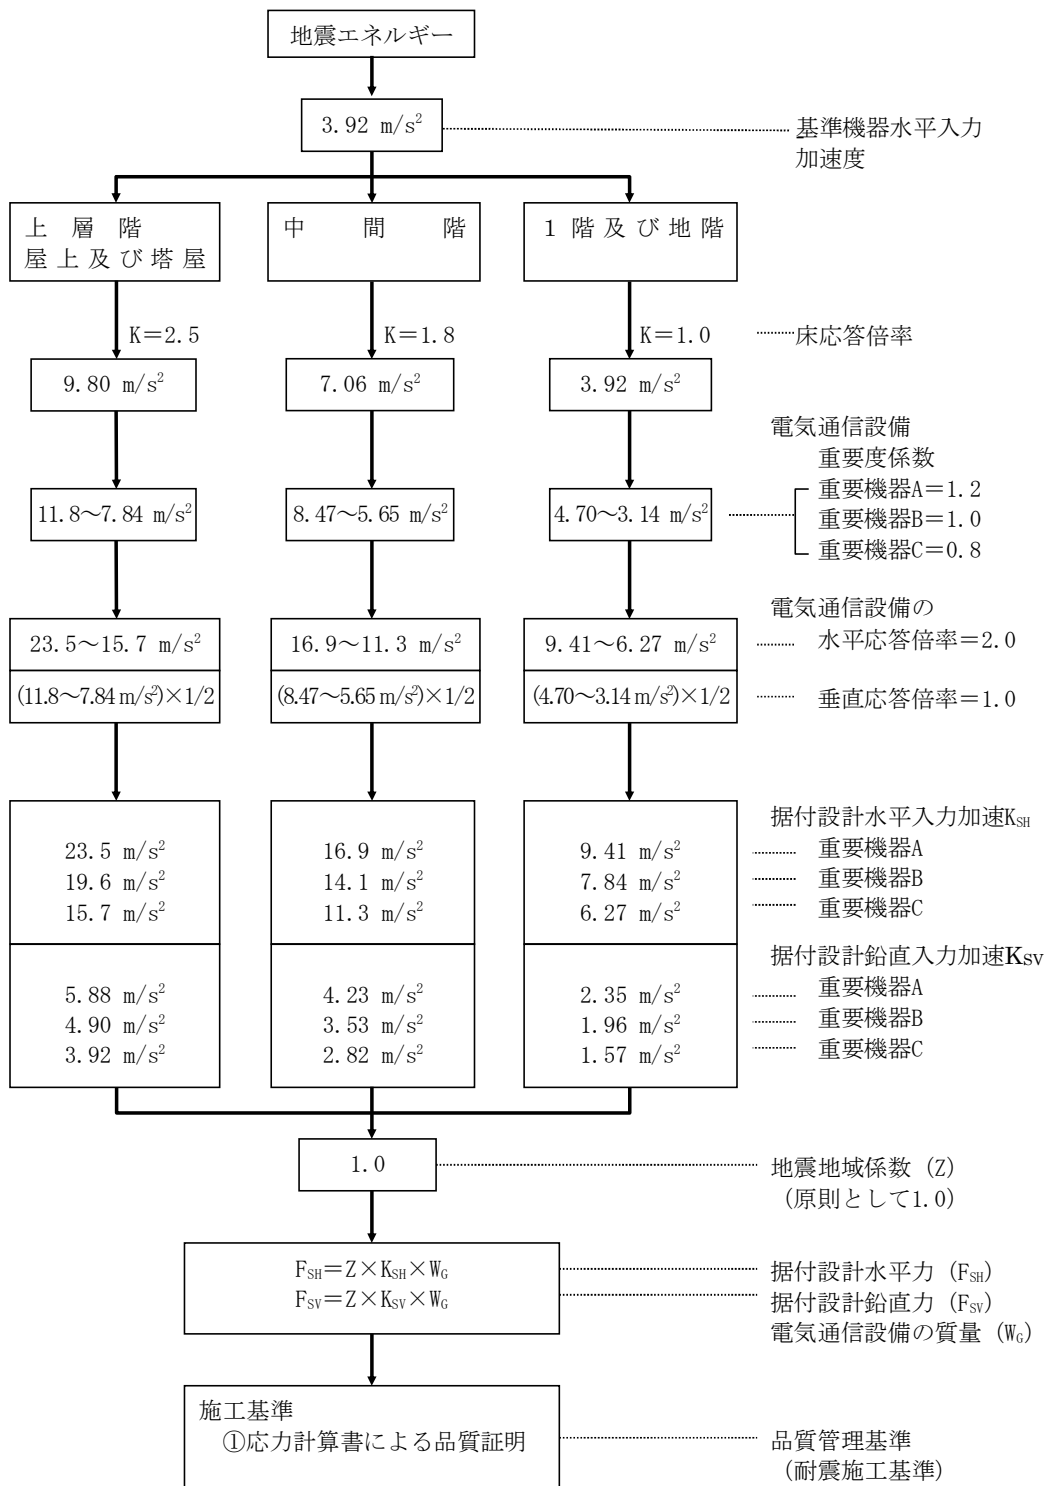 地震エネルギー
3.92 m/s²
基準機器水平入力
加速度
上層階
屋上及び塔屋
中間階
1階及び地階
K＝2.5
K＝1.8
K＝1.0
床応答倍率
9.80 m/s²
7.06 m/s²
3.92 m/s²
電気通信設備
重要度係数
重要機器A＝1.2
重要機器B＝1.0
重要機器C＝0.8
11.8～7.84 m/s²
8.47～5.65 m/s²
4.70～3.14 m/s²
電気通信設備の
水平応答倍率＝2.0
23.5～15.7 m/s²
16.9～11.3 m/s²
9.41～6.27 m/s²
(11.8～7.84 m/s²)×1/2
(8.47～5.65 m/s²)×1/2
(4.70～3.14 m/s²)×1/2
垂直応答倍率＝1.0
据付設計水平入力加速K_SH
23.5 m/s²
16.9 m/s²
9.41 m/s²
重要機器A
19.6 m/s²
14.1 m/s²
7.84 m/s²
重要機器B
15.7 m/s²
11.3 m/s²
6.27 m/s²
重要機器C
据付設計鉛直入力加速K_SV
5.88 m/s²
4.23 m/s²
2.35 m/s²
重要機器A
4.90 m/s²
3.53 m/s²
1.96 m/s²
重要機器B
3.92 m/s²
2.82 m/s²
1.57 m/s²
重要機器C
1.0
地震地域係数（Z）
（原則として1.0）
F_SH＝Z×K_SH×W_G
F_SV＝Z×K_SV×W_G
据付設計水平力（F_SH）
据付設計鉛直力（F_SV）
電気通信設備の質量（W_G）
施工基準
①応力計算書による品質証明
品質管理基準
（耐震施工基準）